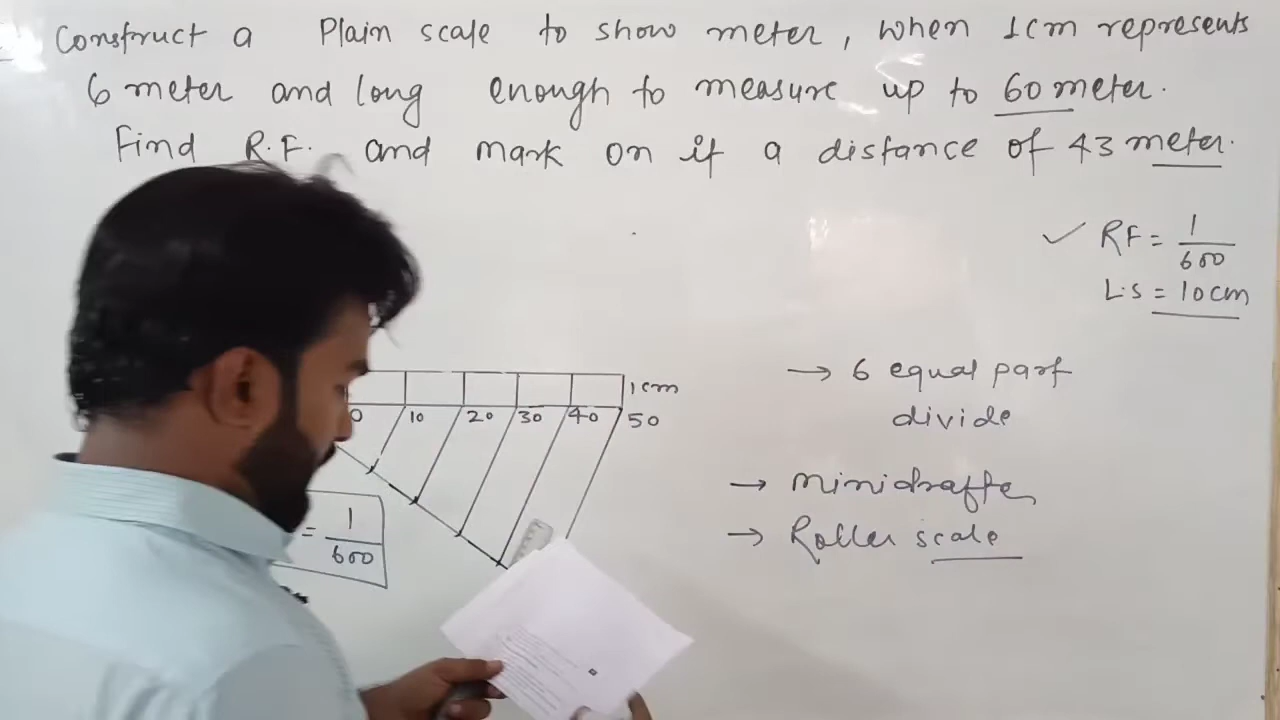 Construct a Plain scale to show meter, when 1cm represents
6 meter and long enough to measure up to 60 meter.
Find R.F. and mark on it a distance of 43 meter.
RF = 1/600
L.S = 10cm
→ 6 equal part
divide
→ minidrafter
→ Roller scale
1cm
0 10 20 30 40 50
= 1/600